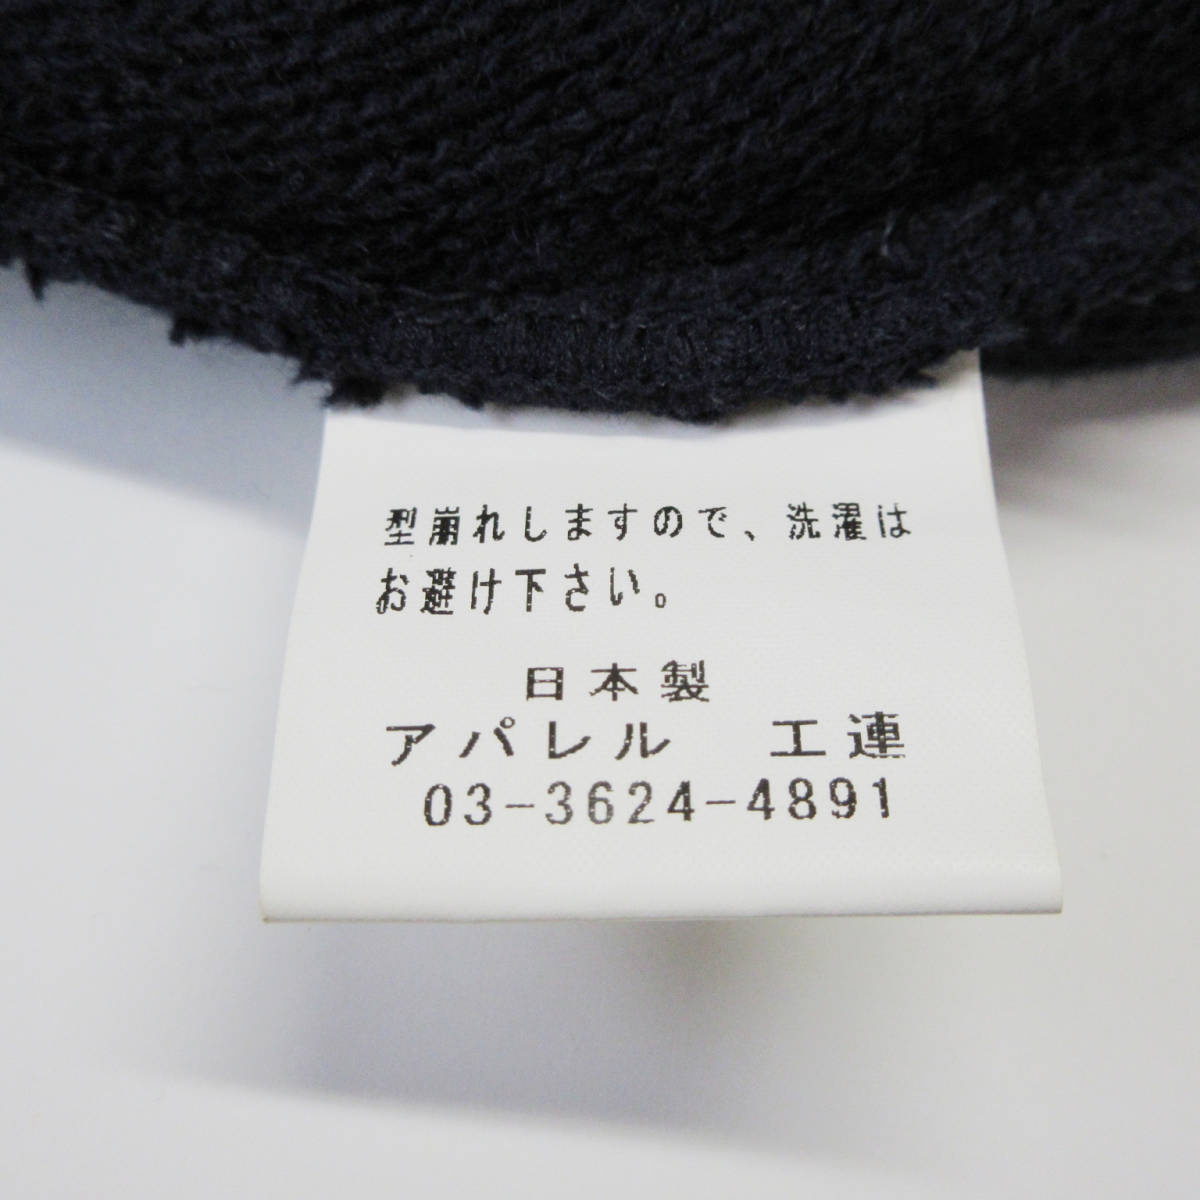 型崩れしますので、洗濯は
お避け下さい。
日本製
アパレル　工連
03-3624-4891